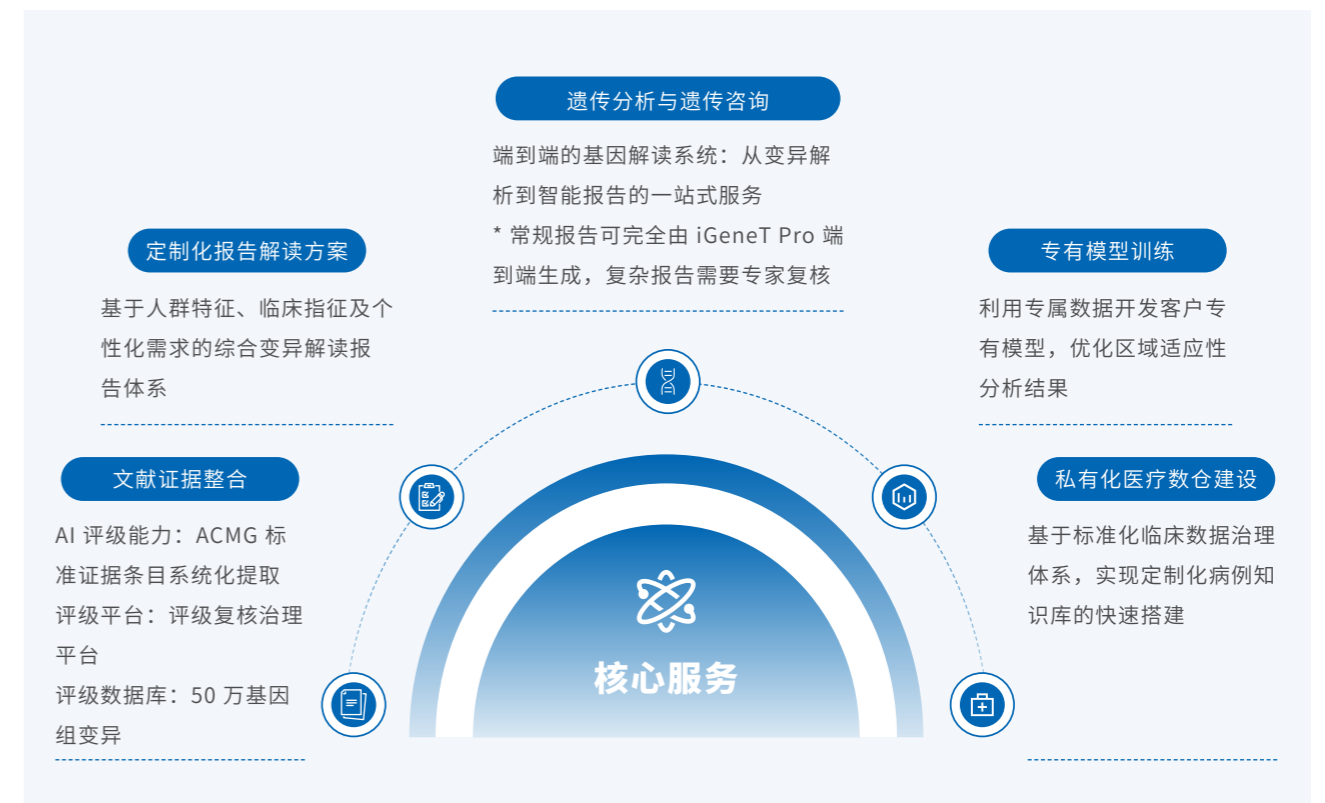 遗传分析与遗传咨询
端到端的基因解读系统：从变异解
析到智能报告的一站式服务
* 常规报告可完全由 iGeneT Pro 端
到端生成，复杂报告需要专家复核
定制化报告解读方案
基于人群特征、临床指征及个
性化需求的综合变异解读报
告体系
专有模型训练
利用专属数据开发客户专
有模型，优化区域适应性
分析结果
文献证据整合
AI 评级能力：ACMG 标
准证据条目系统化提取
评级平台：评级复核治理
平台
评级数据库：50 万基因
组变异
私有化医疗数仓建设
基于标准化临床数据治理
体系，实现定制化病例知
识库的快速搭建
核心服务